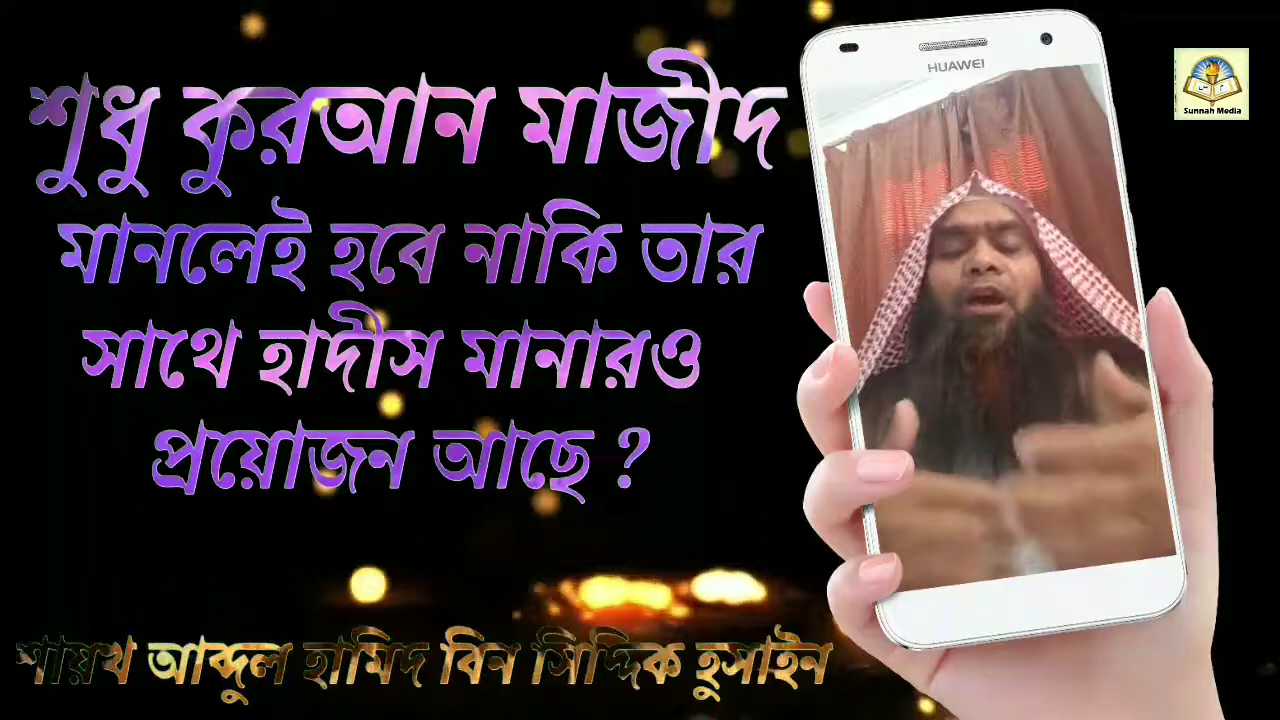 শুধু কুরআন মাজীদ
মানলেই হবে নাকি তার
সাথে হাদীস মানারও
প্রয়োজন আছে ?
শায়খ আব্দুল হামিদ বিন সিদ্দিক হুসাইন
HUAWEI
Sunnah Media